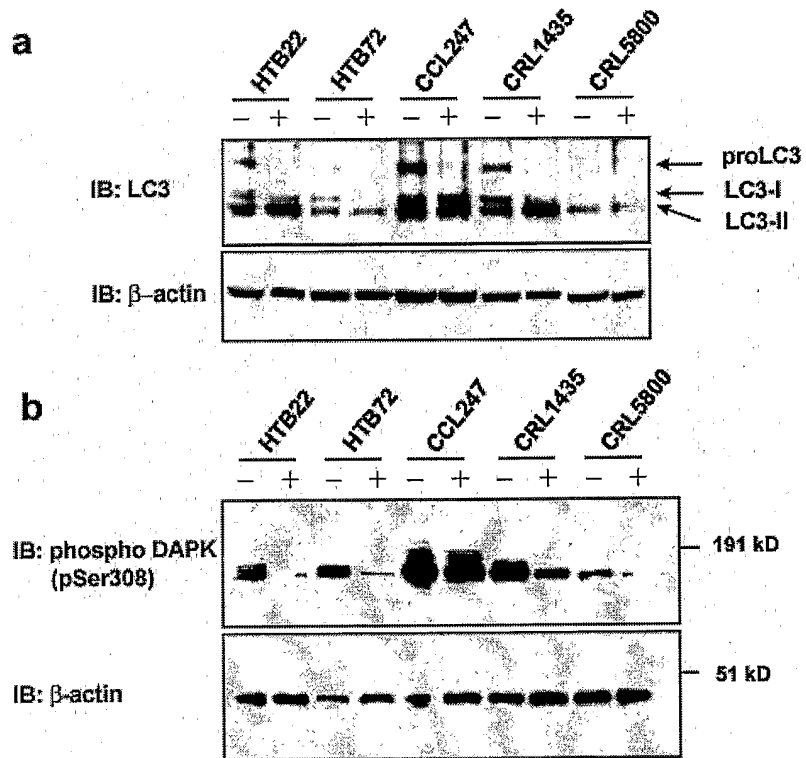 a
HTB22 HTB72 CCL247 CRL1435 CRL5800
− + − + − + − + − +
IB: LC3
proLC3
LC3-I
LC3-II
IB: β–actin
b
HTB22 HTB72 CCL247 CRL1435 CRL5800
− + − + − + − + − +
IB: phospho DAPK
(pSer308)
191 kD
51 kD
IB: β-actin